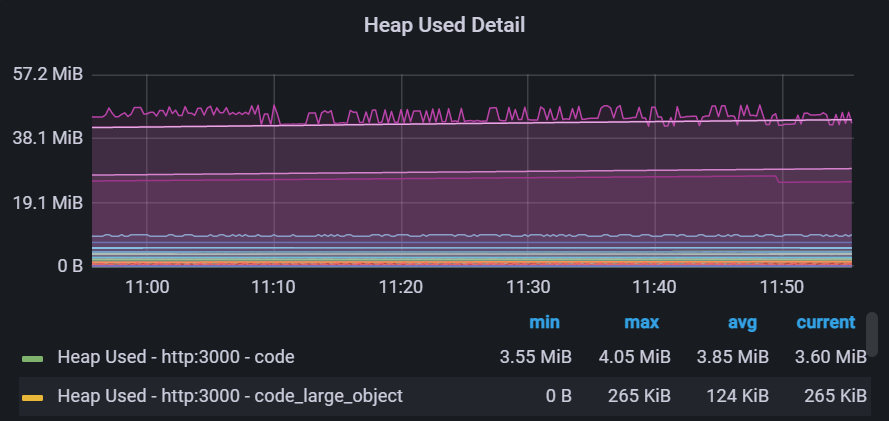 Heap Used Detail
57.2 MiB
38.1 MiB
19.1 MiB
0 B
11:00 11:10 11:20 11:30 11:40 11:50
min max avg current
Heap Used - http:3000 - code 3.55 MiB 4.05 MiB 3.85 MiB 3.60 MiB
Heap Used - http:3000 - code_large_object 0 B 265 KiB 124 KiB 265 KiB